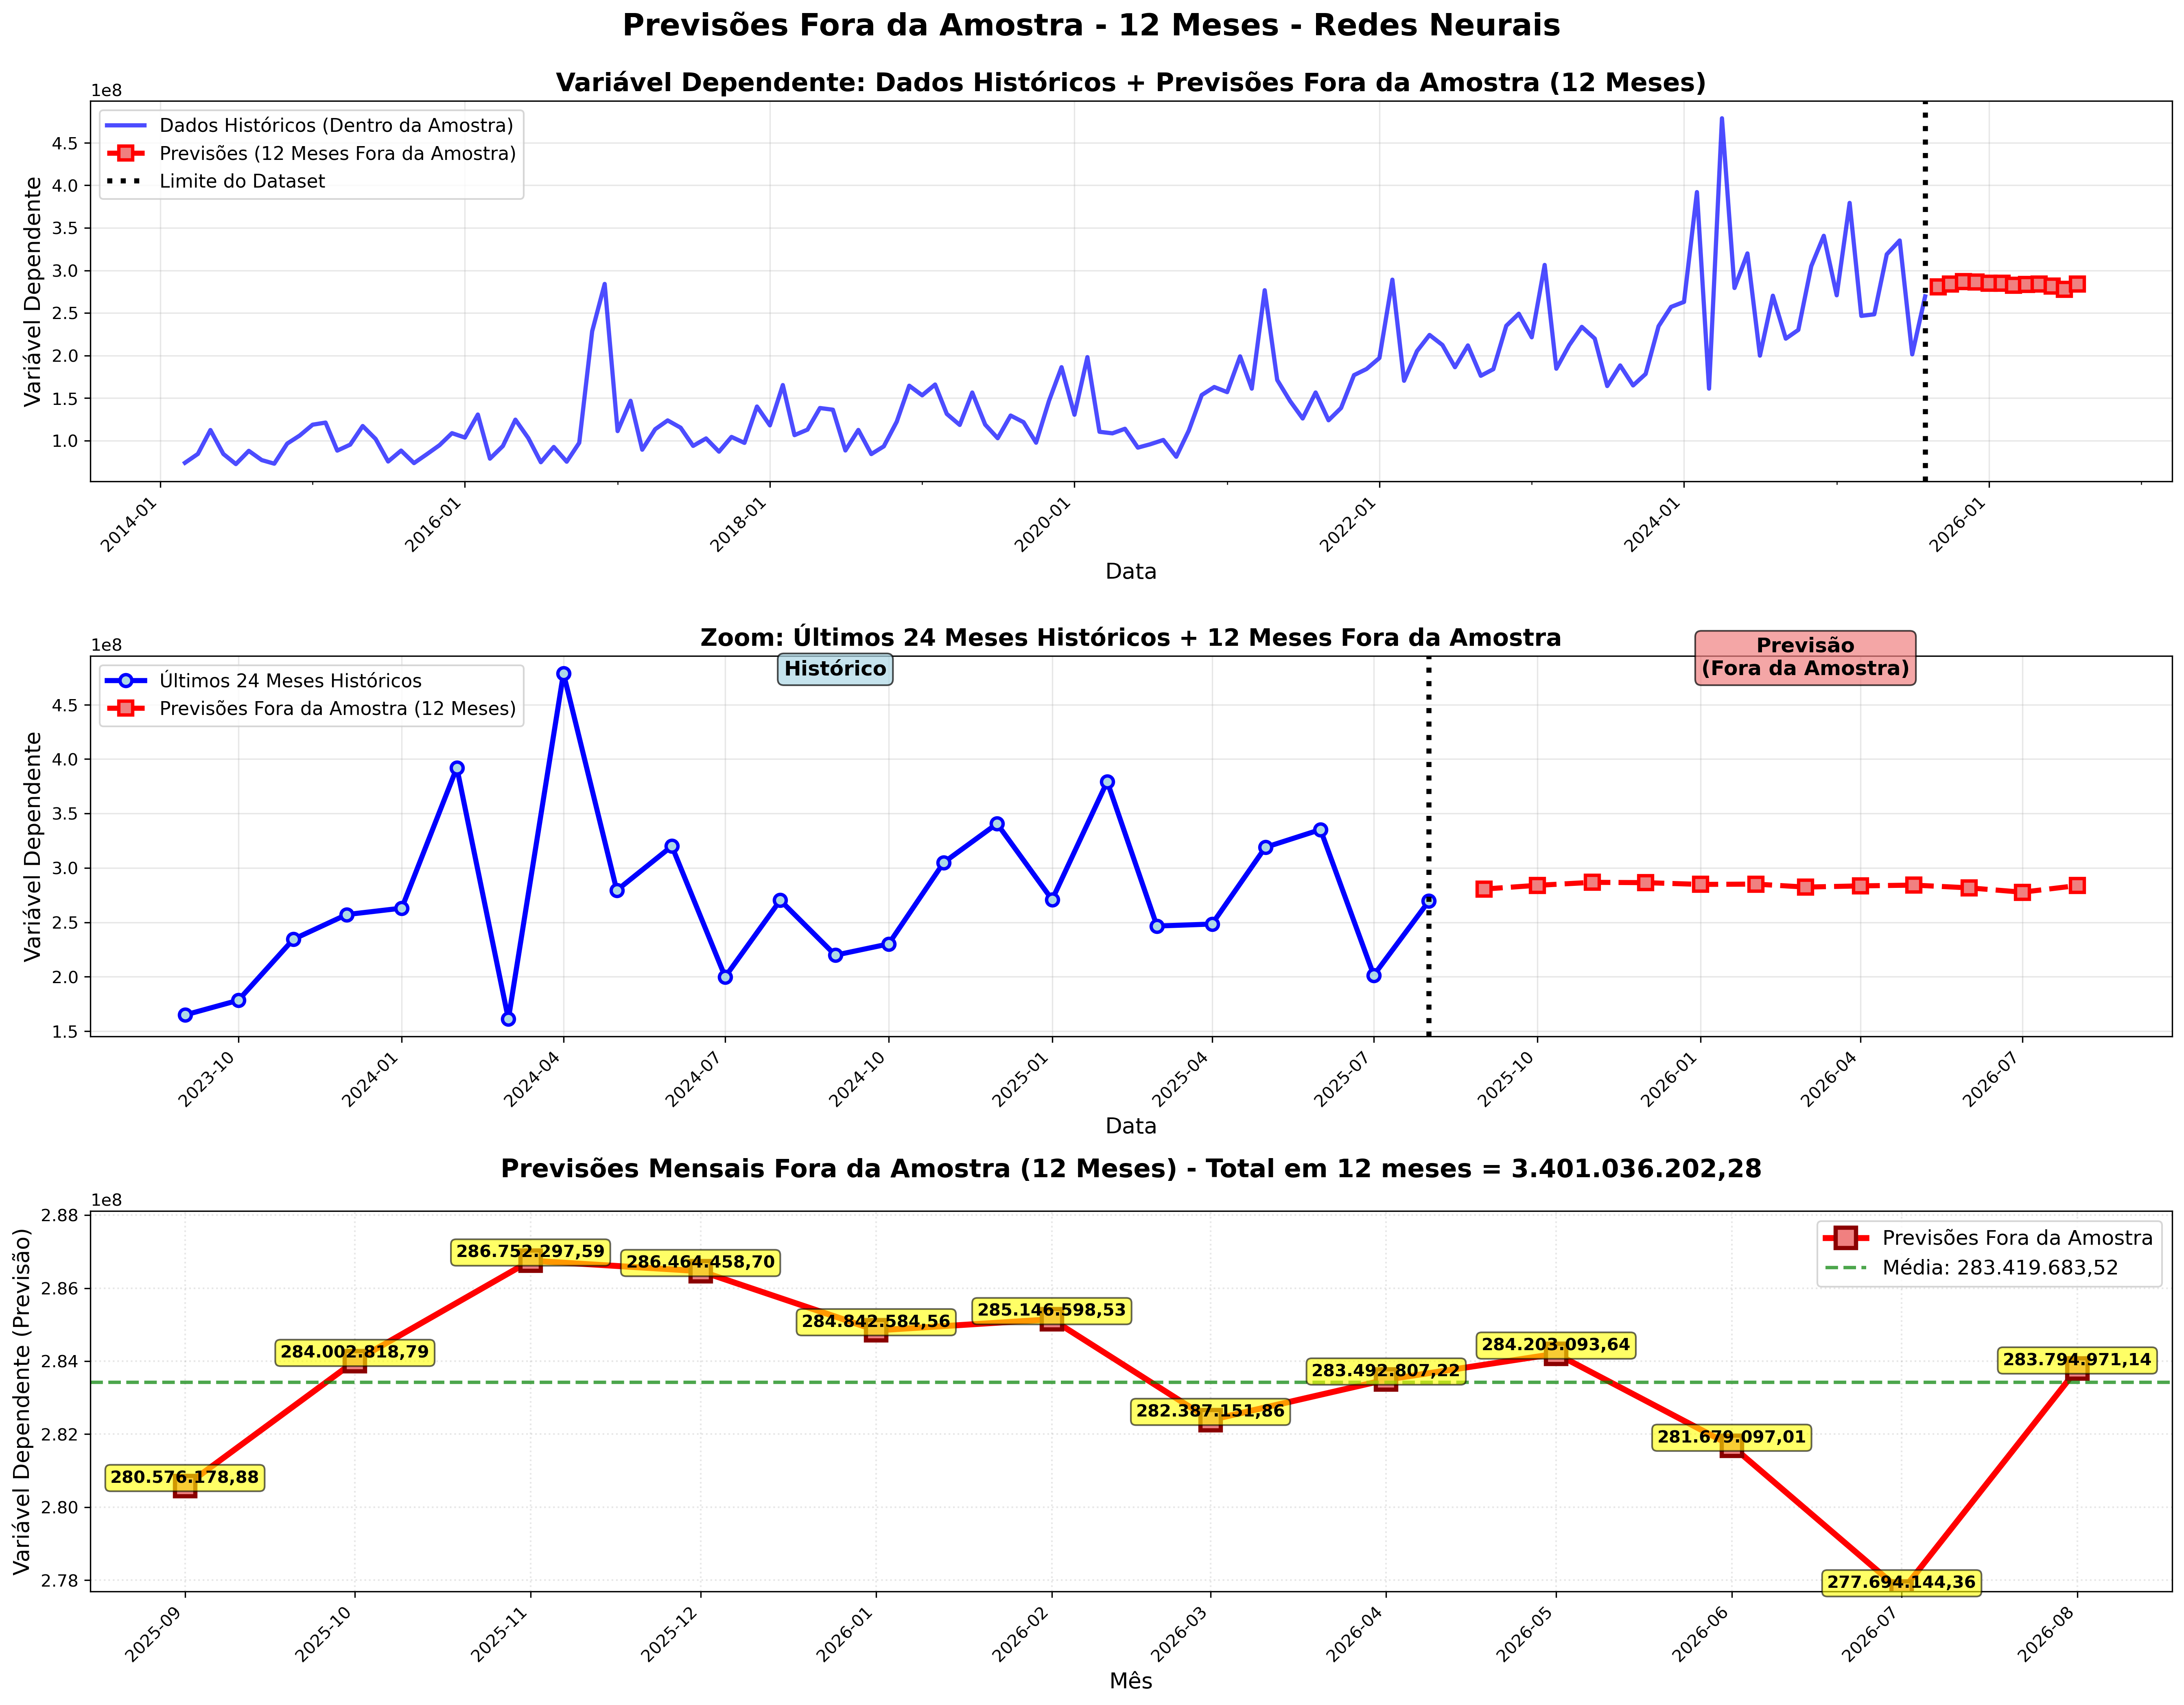 Previsões Fora da Amostra - 12 Meses - Redes Neurais
Variável Dependente: Dados Históricos + Previsões Fora da Amostra (12 Meses)
1e8
Dados Históricos (Dentro da Amostra)
Previsões (12 Meses Fora da Amostra)
Limite do Dataset
Variável Dependente
4.5
4.0
3.5
3.0
2.5
2.0
1.5
1.0
2014-01
2016-01
2018-01
2020-01
2022-01
2024-01
2026-01
Data
Zoom: Últimos 24 Meses Históricos + 12 Meses Fora da Amostra
1e8
Últimos 24 Meses Históricos
Previsões Fora da Amostra (12 Meses)
Histórico
Previsão
(Fora da Amostra)
Variável Dependente
4.5
4.0
3.5
3.0
2.5
2.0
1.5
2023-10
2024-01
2024-04
2024-07
2024-10
2025-01
2025-04
2025-07
2025-10
2026-01
2026-04
2026-07
Data
Previsões Mensais Fora da Amostra (12 Meses) - Total em 12 meses = 3.401.036.202,28
1e8
Previsões Fora da Amostra
Média: 283.419.683,52
Variável Dependente (Previsão)
2.88
2.86
2.84
2.82
2.80
2.78
280.576.178,88
284.002.818,79
286.752.297,59
286.464.458,70
284.842.584,56
285.146.598,53
282.387.151,86
283.492.807,22
284.203.093,64
281.679.097,01
277.694.144,36
283.794.971,14
2025-09
2025-10
2025-11
2025-12
2026-01
2026-02
2026-03
2026-04
2026-05
2026-06
2026-07
2026-08
Mês